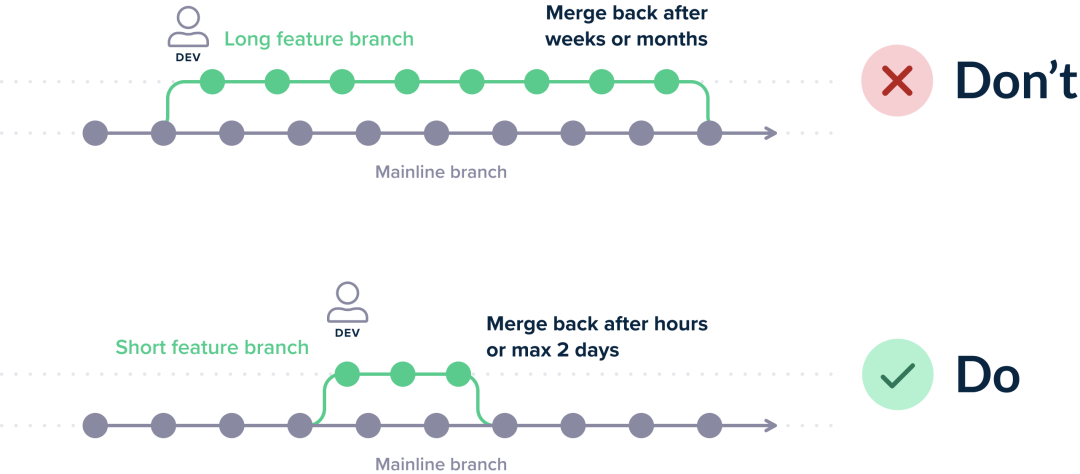 Merge back after
weeks or months
Long feature branch
DEV
Don’t
Mainline branch
DEV
Merge back after hours
or max 2 days
Short feature branch
Do
Mainline branch